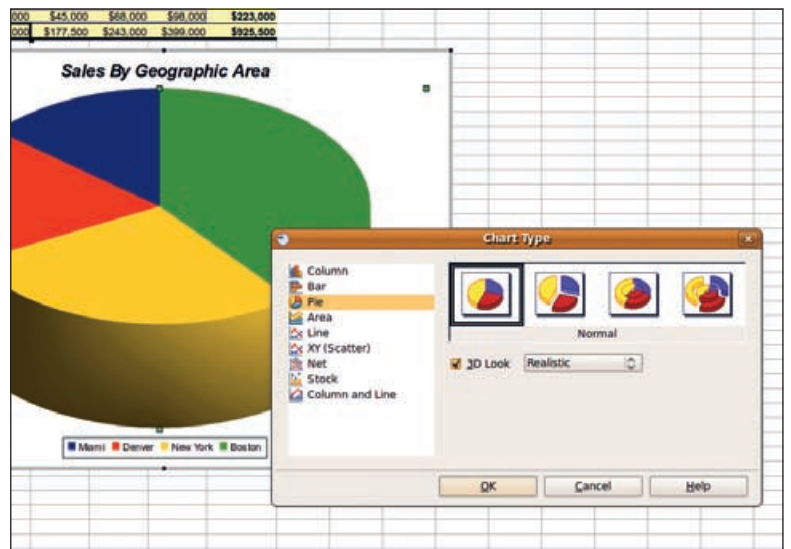 000 $45,000 $68,000 $98,000 $223,000
000 $177,500 $243,000 $399,000 $925,500
Sales By Geographic Area
Miami Denver New York Boston
Chart Type
Column
Bar
Pie
Area
Line
XY (Scatter)
Net
Stock
Column and Line
Normal
3D Look Realistic
OK Cancel Help